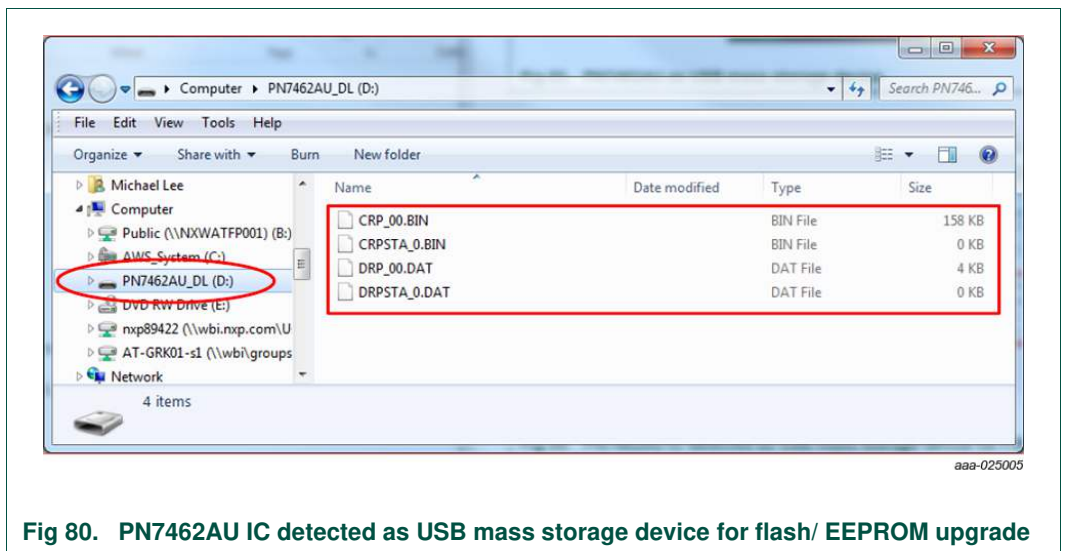 Computer ▸ PN7462AU_DL (D:)
Search PN746...
File Edit View Tools Help
Organize ▾ Share with ▾ Burn New folder
Michael Lee
Computer
Public (\\NXWATFP001) (B:)
AWS_System (C:)
PN7462AU_DL (D:)
DVD RW Drive (E:)
nxp89422 (\\wbi.nxp.com\U
AT-GRK01-s1 (\\wbi\groups
Network
Name Date modified Type Size
CRP_00.BIN BIN File 158 KB
CRPSTA_0.BIN BIN File 0 KB
DRP_00.DAT DAT File 4 KB
DRPSTA_0.DAT DAT File 0 KB
4 items
aaa-025005
Fig 80. PN7462AU IC detected as USB mass storage device for flash/ EEPROM upgrade